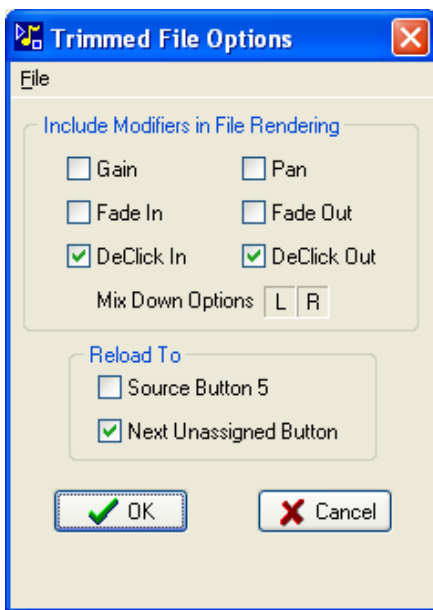 Trimmed File Options
File
Include Modifiers in File Rendering
Gain Pan
Fade In Fade Out
DeClick In DeClick Out
Mix Down Options L R
Reload To
Source Button 5
Next Unassigned Button
OK Cancel